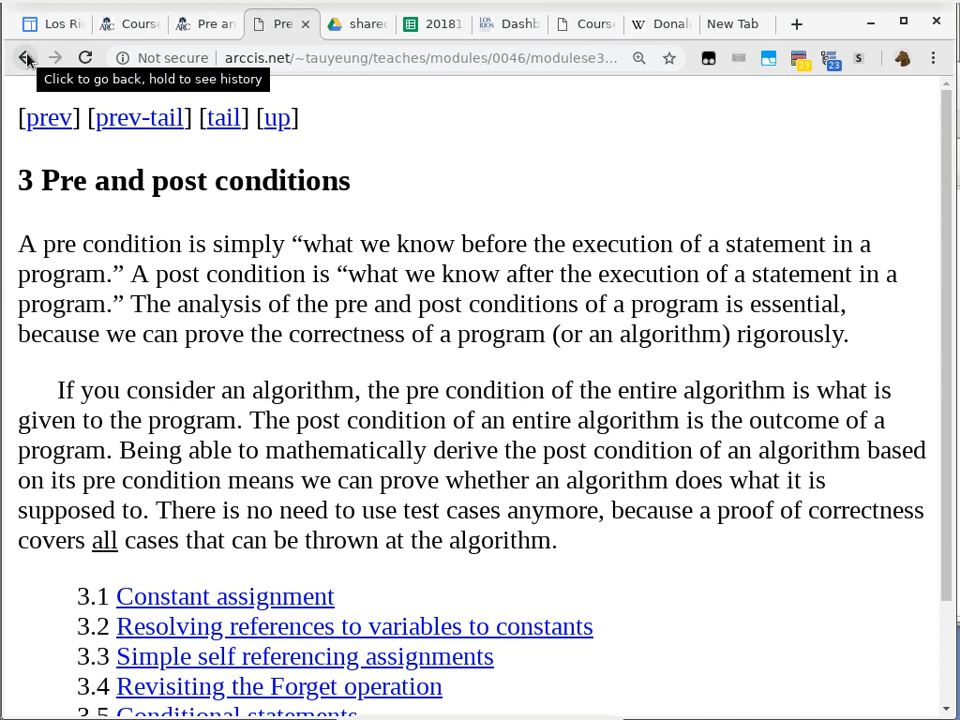 Los Ri
Course
Pre an
Pre
shared
20181
Dashb
Course
Donal
New Tab
Not secure
arccis.net/~tauyeung/teaches/modules/0046/modulese3...
23
23
S
Click to go back, hold to see history
[prev] [prev-tail] [tail] [up]
3 Pre and post conditions
A pre condition is simply “what we know before the execution of a statement in a
program.” A post condition is “what we know after the execution of a statement in a
program.” The analysis of the pre and post conditions of a program is essential,
because we can prove the correctness of a program (or an algorithm) rigorously.
If you consider an algorithm, the pre condition of the entire algorithm is what is
given to the program. The post condition of an entire algorithm is the outcome of a
program. Being able to mathematically derive the post condition of an algorithm based
on its pre condition means we can prove whether an algorithm does what it is
supposed to. There is no need to use test cases anymore, because a proof of correctness
covers all cases that can be thrown at the algorithm.
3.1 Constant assignment
3.2 Resolving references to variables to constants
3.3 Simple self referencing assignments
3.4 Revisiting the Forget operation
3.5 Conditional statements